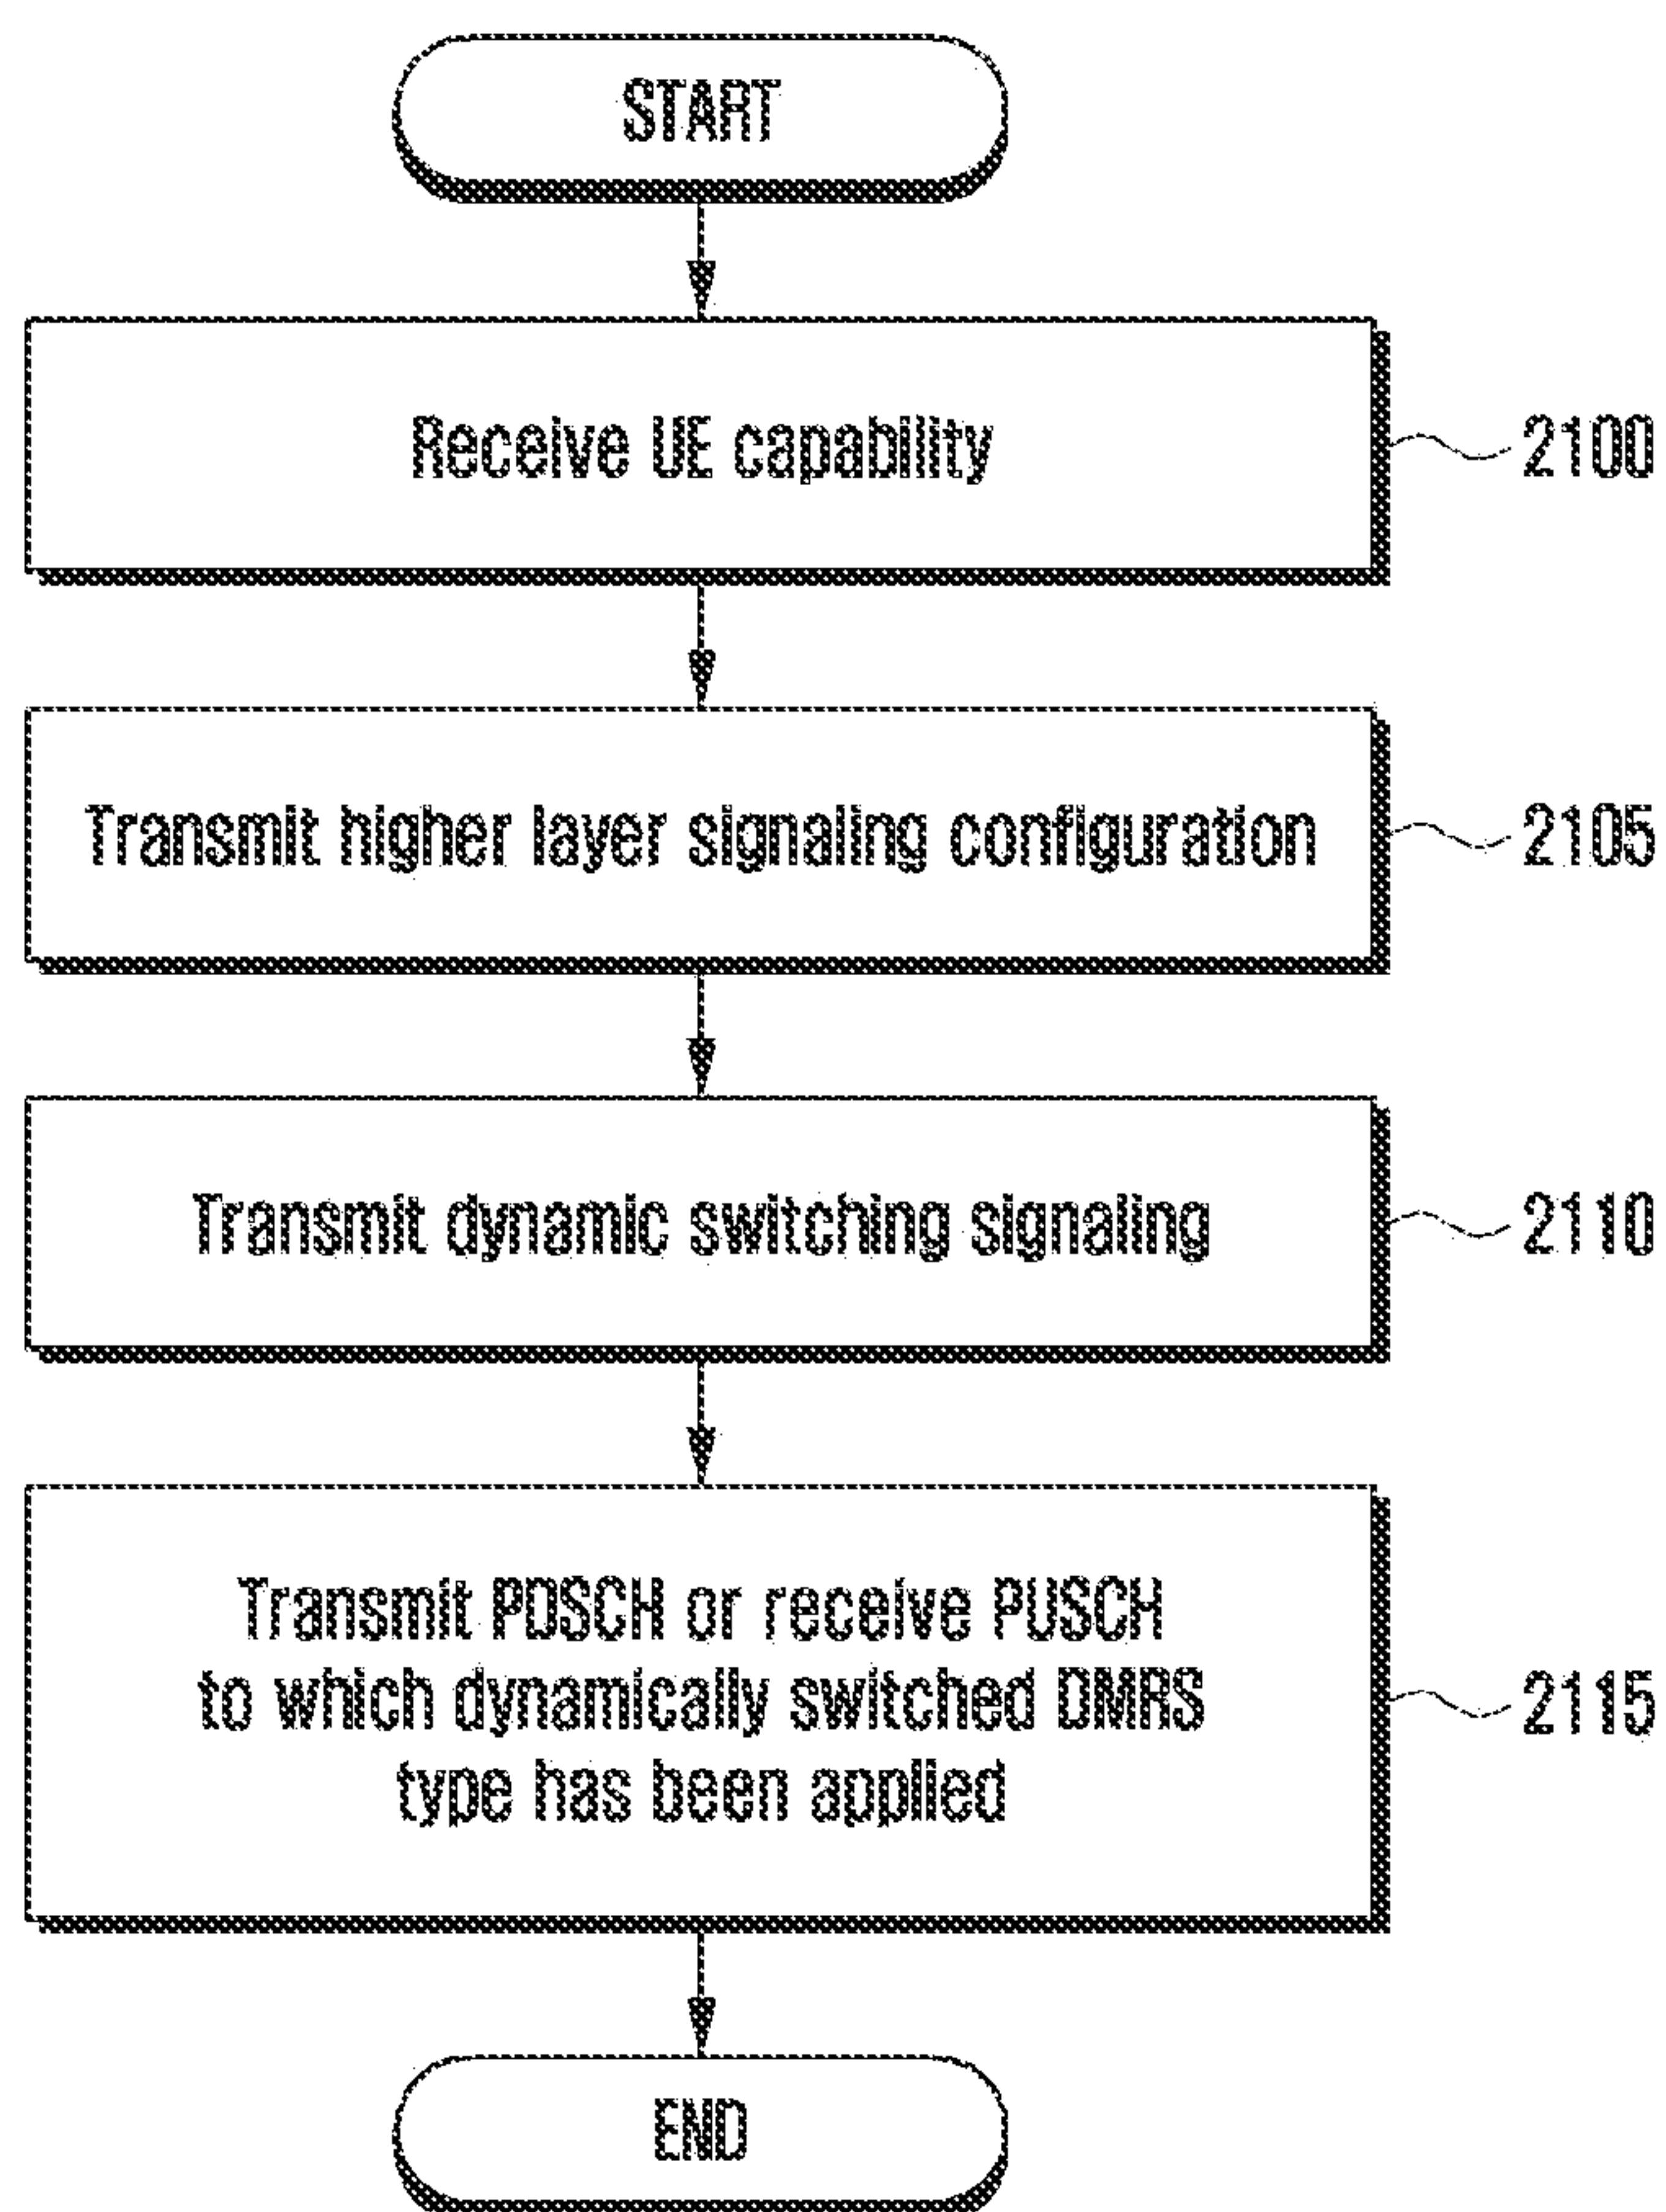 START
Receive UE capability
2100
Transmit higher layer signaling configuration
2105
Transmit dynamic switching signaling
2110
Transmit PDSCH or receive PUSCH
to which dynamically switched DMRS
type has been applied
2115
END